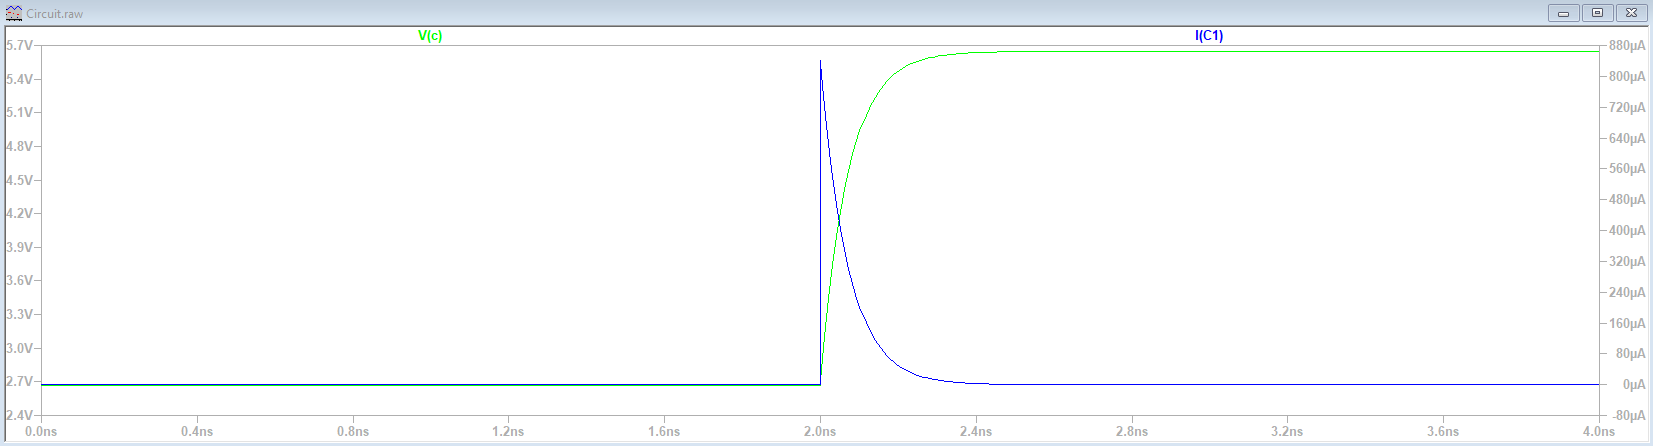 Circuit.raw
V(c) I(C1)
5.7V 880µA
5.4V 800µA
5.1V 720µA
4.8V 640µA
4.5V 560µA
4.2V 480µA
3.9V 400µA
3.6V 320µA
3.3V 240µA
3.0V 160µA
2.7V 80µA
2.4V 0µA
-80µA
0.0ns 0.4ns 0.8ns 1.2ns 1.6ns 2.0ns 2.4ns 2.8ns 3.2ns 3.6ns 4.0ns